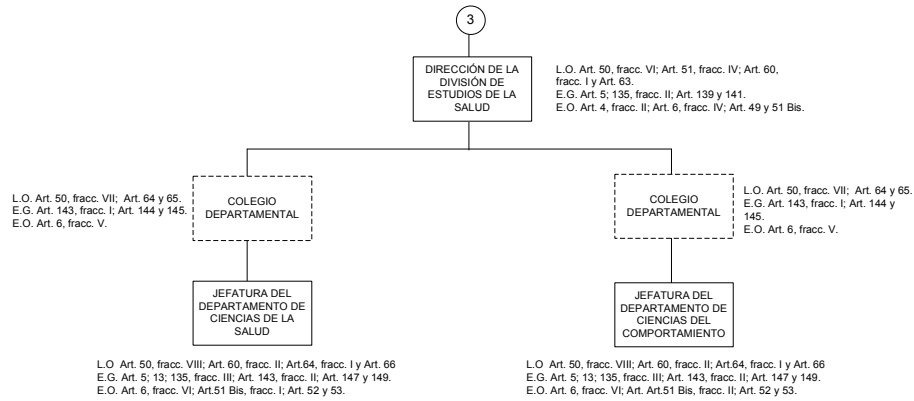 3
DIRECCIÓN DE LA
DIVISIÓN DE
ESTUDIOS DE LA
SALUD
L.O. Art. 50, fracc. VI; Art. 51, fracc. IV; Art. 60,
fracc. I y Art. 63.
E.G. Art. 5; 135, fracc. II; Art. 139 y 141.
E.O. Art. 4, fracc. II; Art. 6, fracc. IV; Art. 49 y 51 Bis.
L.O. Art. 50, fracc. VII; Art. 64 y 65.
E.G. Art. 143, fracc. I; Art. 144 y 145.
E.O. Art. 6, fracc. V.
COLEGIO
DEPARTAMENTAL
COLEGIO
DEPARTAMENTAL
L.O. Art. 50, fracc. VII; Art. 64 y 65.
E.G. Art. 143, fracc. I; Art. 144 y
145.
E.O. Art. 6, fracc. V.
JEFATURA DEL
DEPARTAMENTO DE
CIENCIAS DE LA
SALUD
L.O Art. 50, fracc. VIII; Art. 60, fracc. II; Art.64, fracc. I y Art. 66
E.G. Art. 5; 13; 135, fracc. III; Art. 143, fracc. II; Art. 147 y 149.
E.O. Art. 6, fracc. VI; Art.51 Bis, fracc. I; Art. 52 y 53.
JEFATURA DEL
DEPARTAMENTO DE
CIENCIAS DEL
COMPORTAMIENTO
L.O Art. 50, fracc. VIII; Art. 60, fracc. II; Art.64, fracc. I y Art. 66
E.G. Art. 5; 13; 135, fracc. III; Art. 143, fracc. II; Art. 147 y 149.
E.O. Art. 6, fracc. VI; Art.Art.51 Bis, fracc. II; Art. 52 y 53.